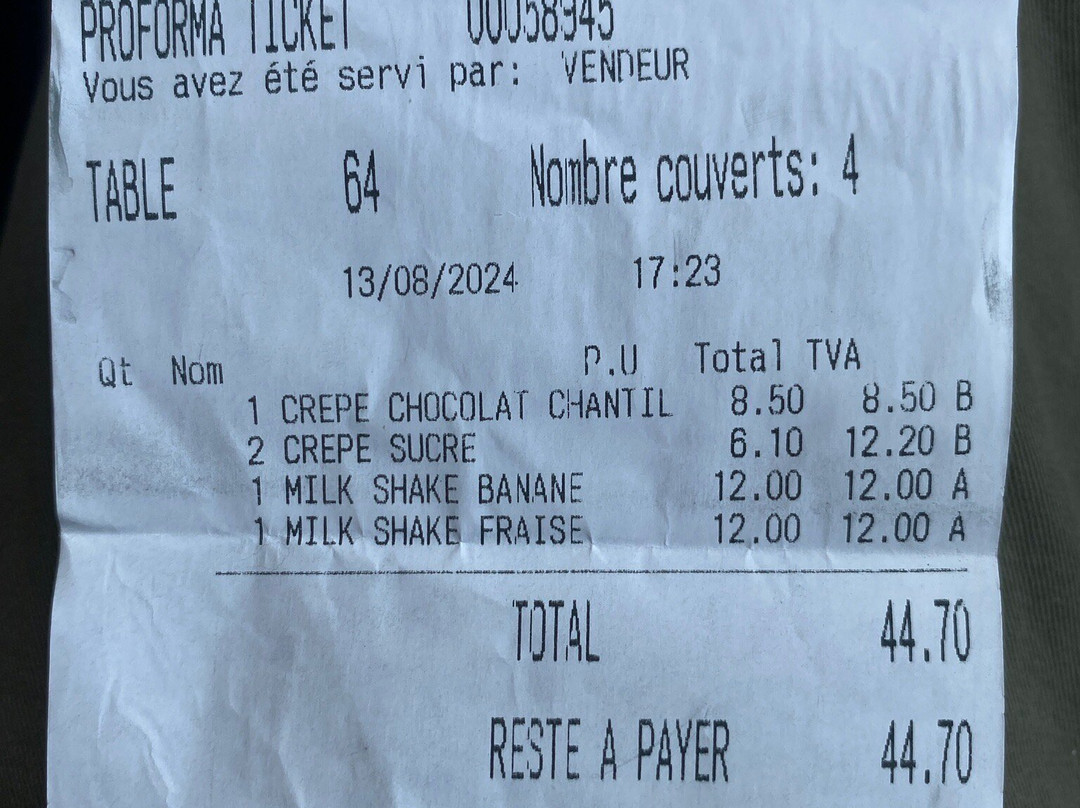 PROFORMA TICKET 00058945
Vous avez été servi par: VENDEUR
TABLE 64 Nombre couverts: 4
13/08/2024 17:23
Qt Nom P.U Total TVA
1 CREPE CHOCOLAT CHANTIL 8.50 8.50 B
2 CREPE SUCRE 6.10 12.20 B
1 MILK SHAKE BANANE 12.00 12.00 A
1 MILK SHAKE FRAISE 12.00 12.00 A
TOTAL 44.70
RESTE A PAYER 44.70